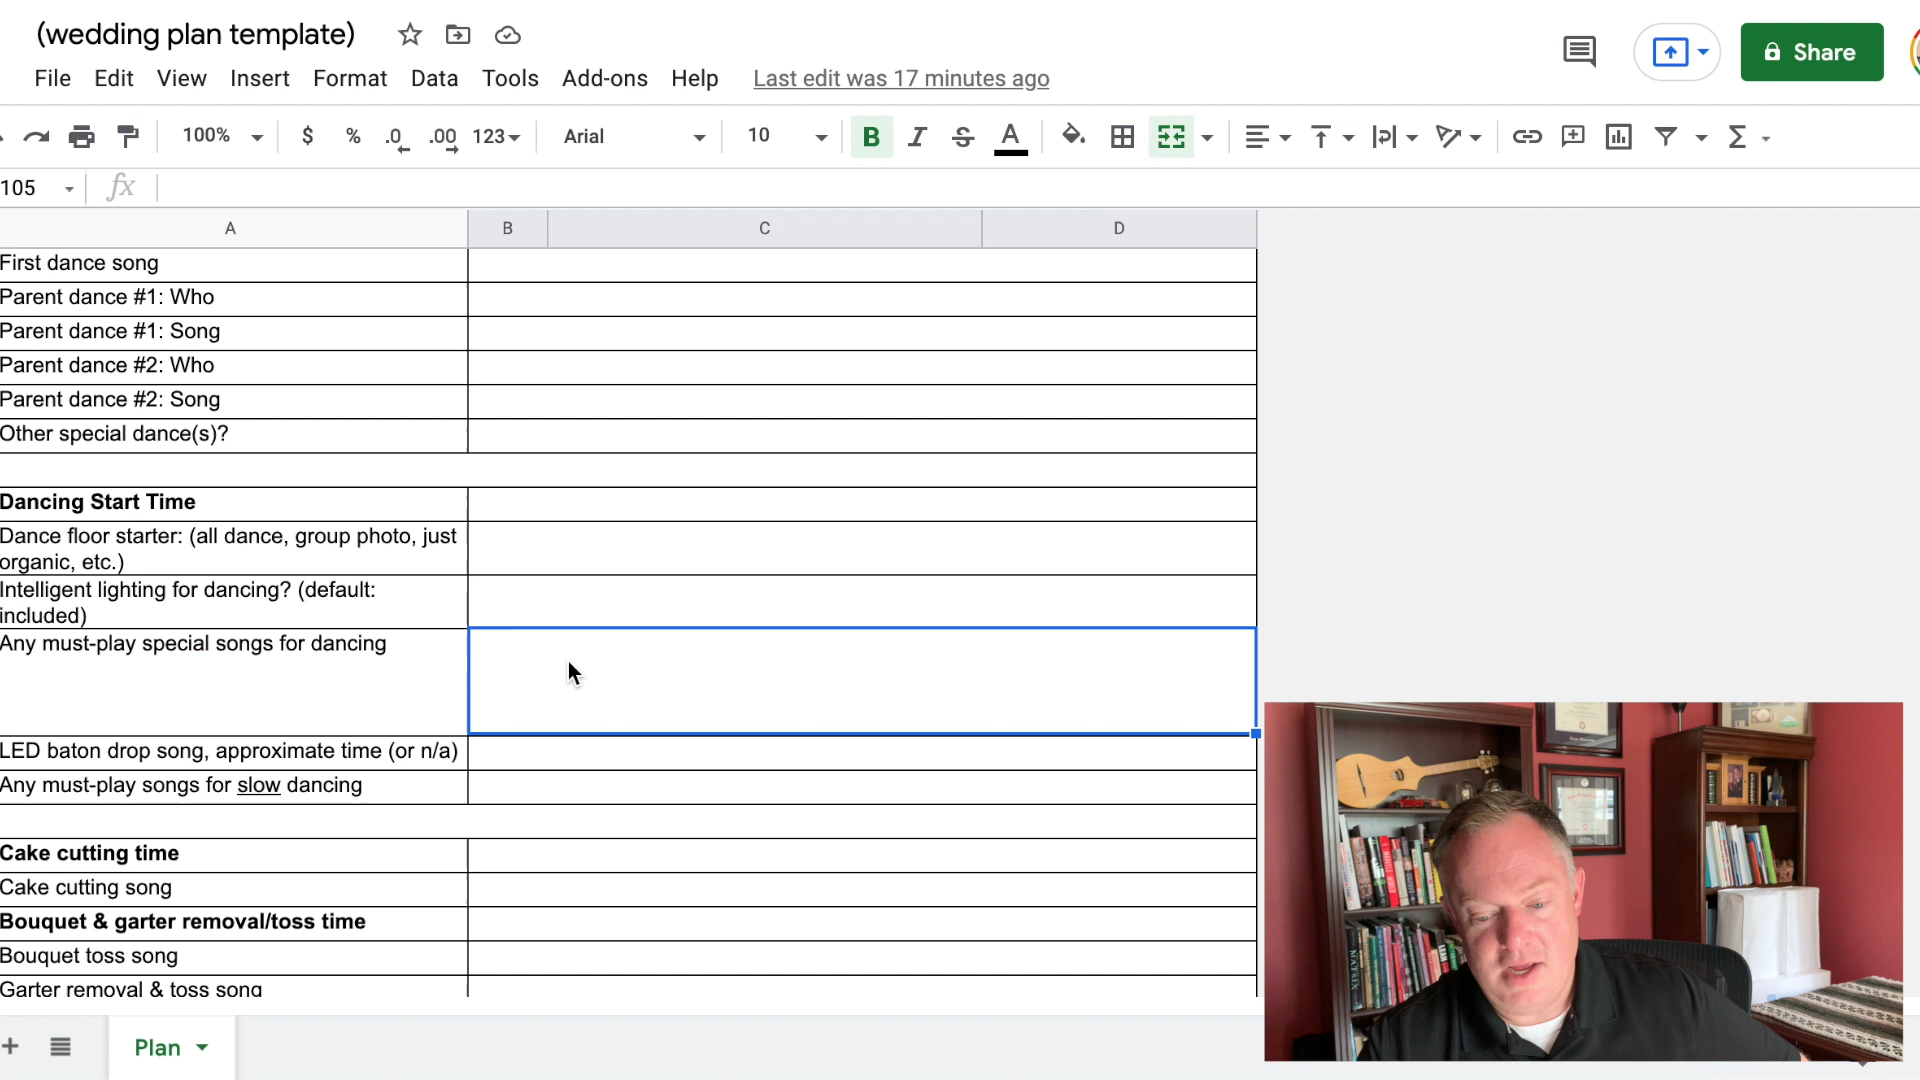 (wedding plan template)
File Edit View Insert Format Data Tools Add-ons Help Last edit was 17 minutes ago
Share
100% $ % .0 .00 123 Arial 10 B I S A Σ
105 fx
A B C D
First dance song
Parent dance #1: Who
Parent dance #1: Song
Parent dance #2: Who
Parent dance #2: Song
Other special dance(s)?
Dancing Start Time
Dance floor starter: (all dance, group photo, just
organic, etc.)
Intelligent lighting for dancing? (default:
included)
Any must-play special songs for dancing
LED baton drop song, approximate time (or n/a)
Any must-play songs for slow dancing
Cake cutting time
Cake cutting song
Bouquet & garter removal/toss time
Bouquet toss song
Garter removal & toss song
Plan